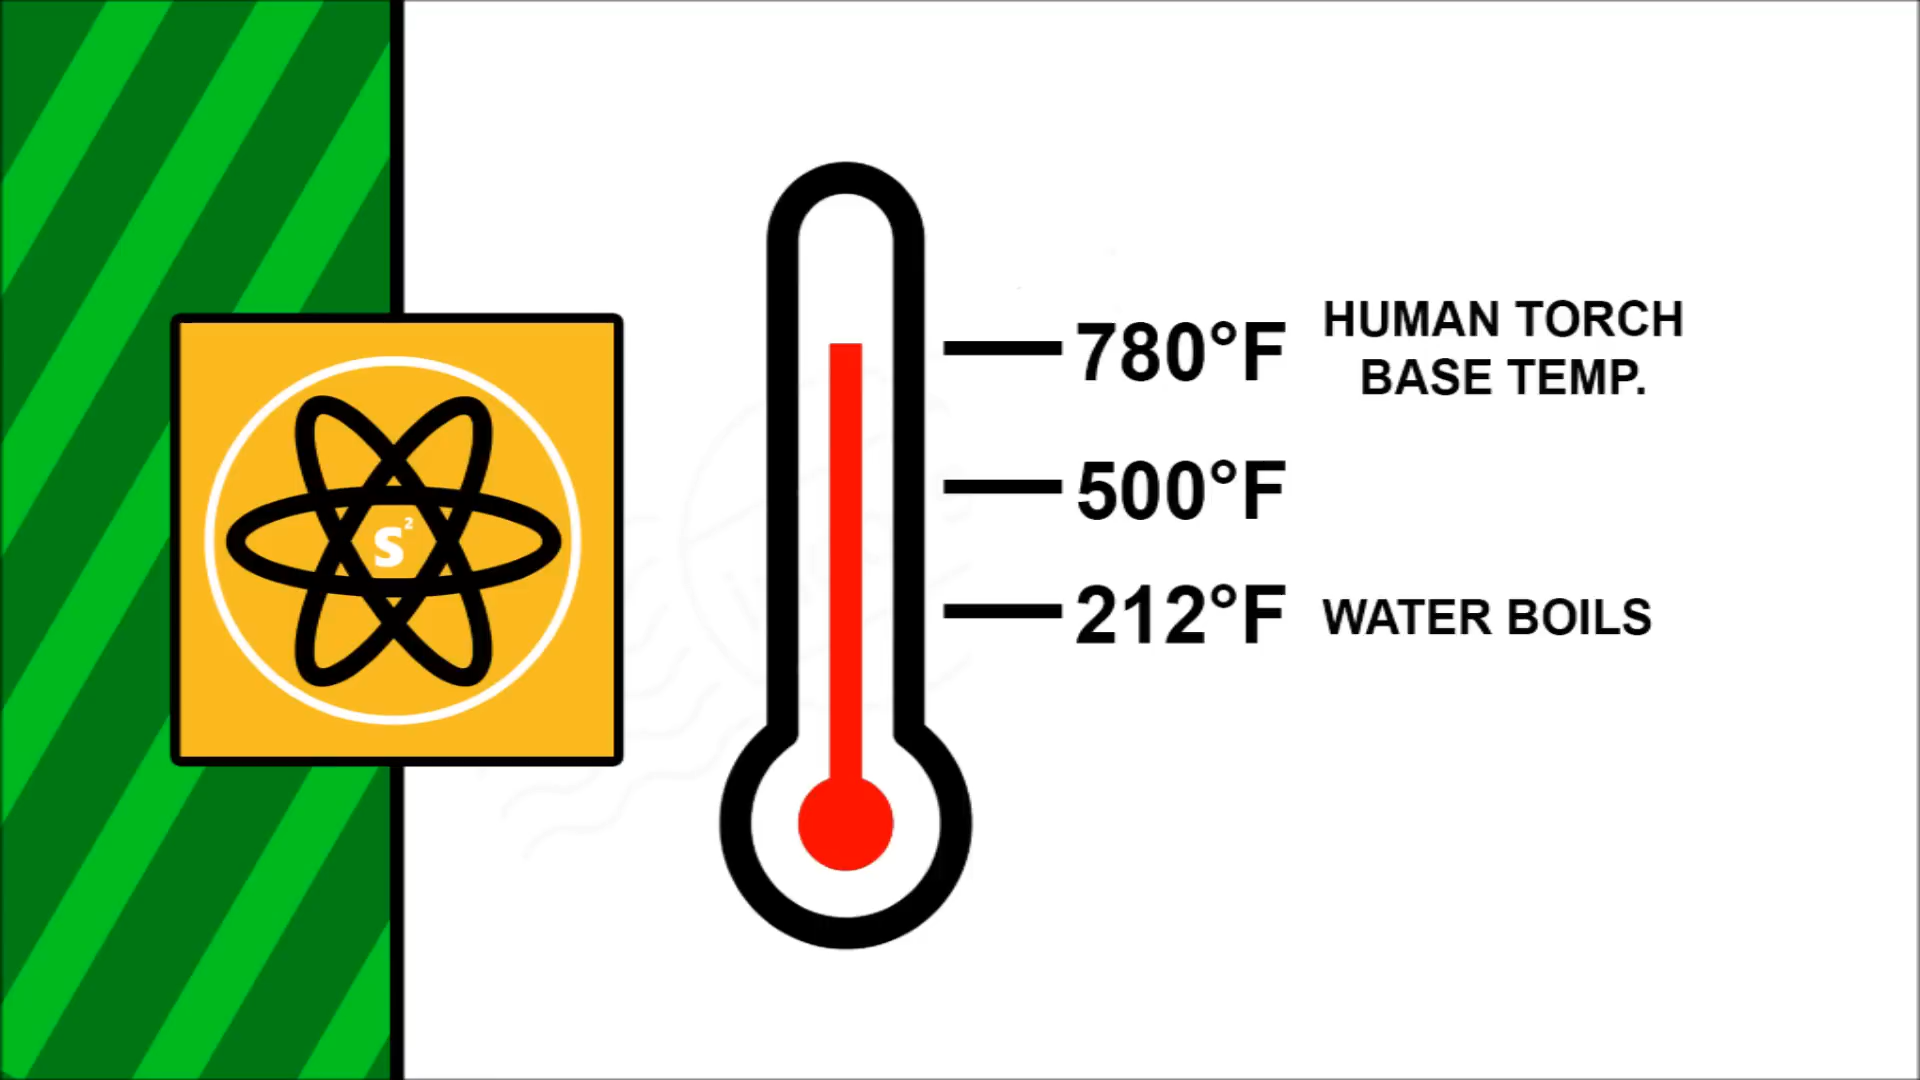 780°F HUMAN TORCH
BASE TEMP.
500°F
212°F WATER BOILS
S²